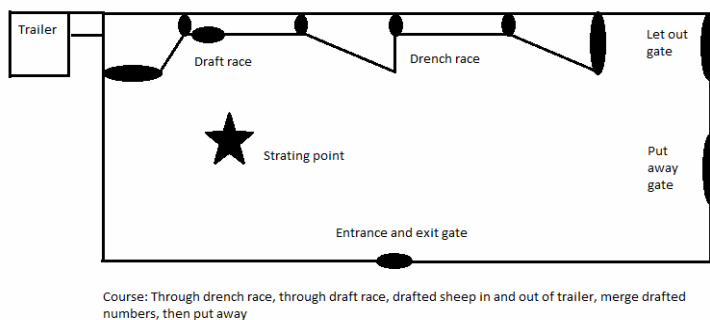 Trailer
Let out
gate
Draft race
Drench race
Strating point
Put
away
gate
Entrance and exit gate
Course: Through drench race, through draft race, drafted sheep in and out of trailer, merge drafted
numbers, then put away